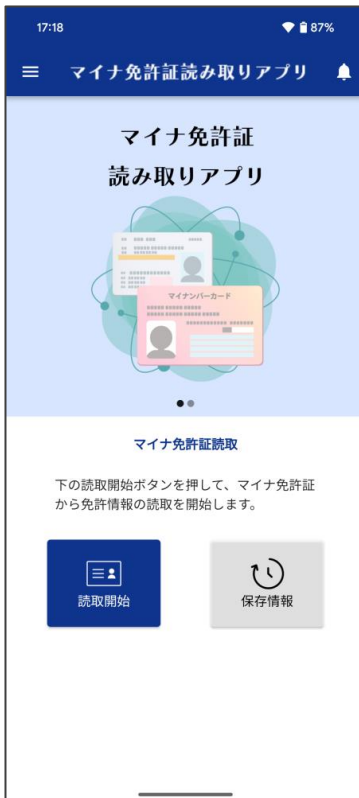 17:18 87%
マイナ免許証読み取りアプリ
マイナ免許証
読み取りアプリ
マイナンバーカード
マイナ免許証読取
下の読取開始ボタンを押して、マイナ免許証
から免許情報の読取を開始します。
読取開始
保存情報